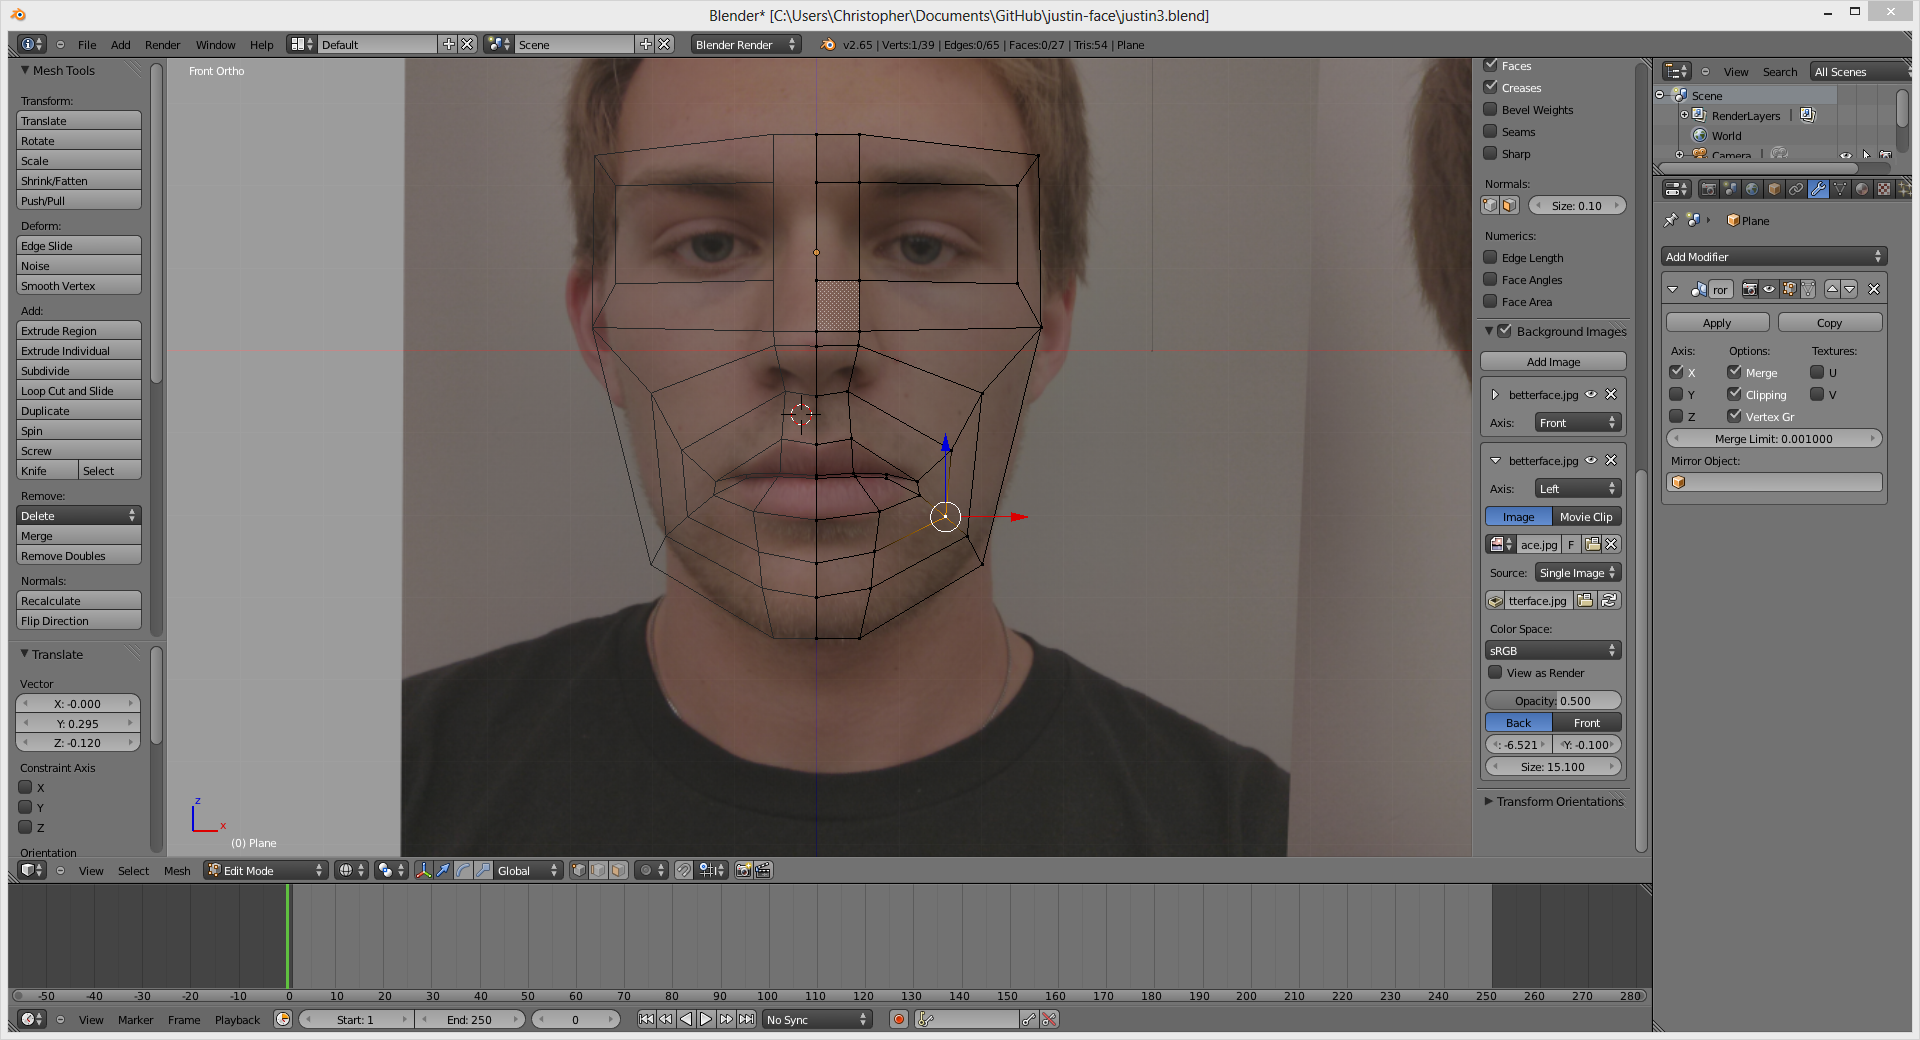 Blender* [C:\Users\Christopher\Documents\GitHub\justin-face\justin3.blend]
File Add Render Window Help Default Scene Blender Render v2.65 | Verts:1/39 | Edges:0/65 | Faces:0/27 | Tris:54 | Plane
Mesh Tools
Transform:
Translate
Rotate
Scale
Shrink/Fatten
Push/Pull
Deform:
Edge Slide
Noise
Smooth Vertex
Add:
Extrude Region
Extrude Individual
Subdivide
Loop Cut and Slide
Duplicate
Spin
Screw
Knife Select
Remove:
Delete
Merge
Remove Doubles
Normals:
Recalculate
Flip Direction
Translate
Vector
X: -0.000
Y: 0.295
Z: -0.120
Constraint Axis
X
Y
Z
Orientation
Front Ortho
z
x
(0) Plane
Faces
Creases
Bevel Weights
Seams
Sharp
Normals:
Size: 0.10
Numerics:
Edge Length
Face Angles
Face Area
Background Images
Add Image
betterface.jpg
Axis: Front
betterface.jpg
Axis: Left
Image Movie Clip
ace.jpg F
Source: Single Image
tterface.jpg
Color Space:
sRGB
View as Render
Opacity: 0.500
Back Front
: -6.521 Y: -0.100
Size: 15.100
Transform Orientations
View Search All Scenes
Scene
RenderLayers
World
Camera
Plane
Add Modifier
ror
Apply Copy
Axis: Options: Textures:
X Merge U
Y Clipping V
Z Vertex Gr
Merge Limit: 0.001000
Mirror Object:
View Select Mesh Edit Mode Global
-50 -40 -30 -20 -10 0 10 20 30 40 50 60 70 80 90 100 110 120 130 140 150 160 170 180 190 200 210 220 230 240 250 260 270 280
View Marker Frame Playback Start: 1 End: 250 0 No Sync